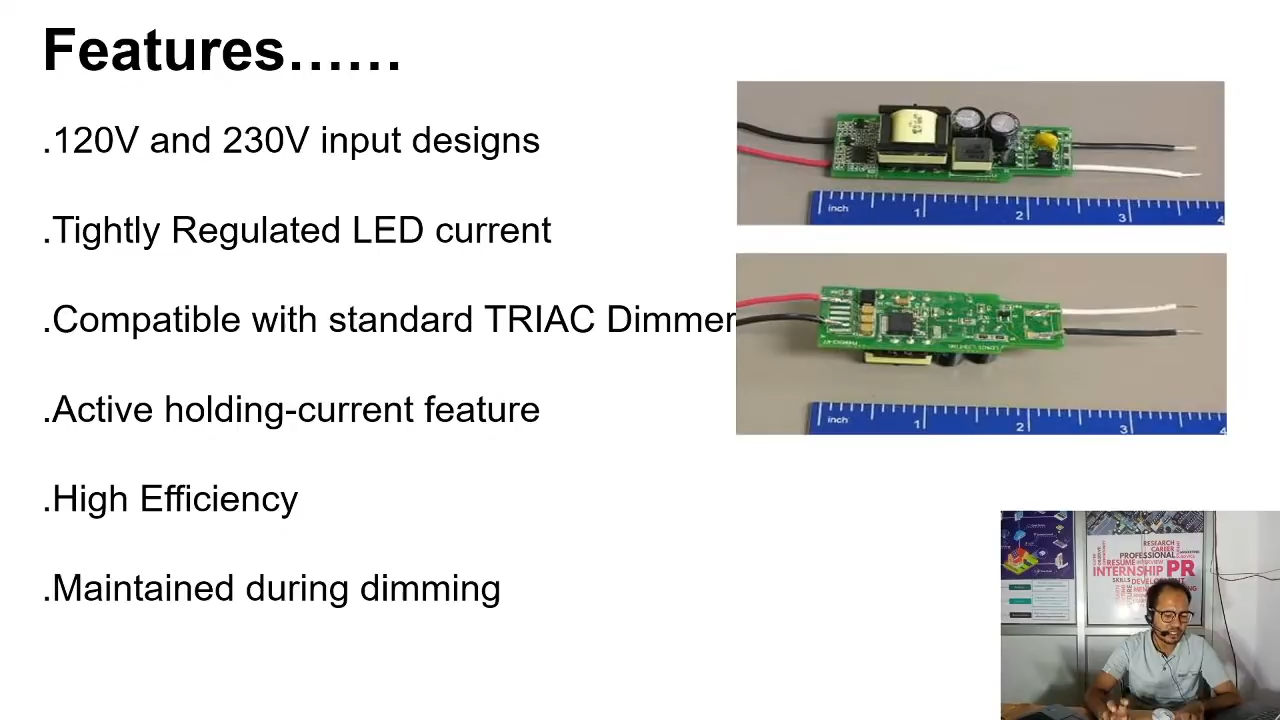 Features......
.120V and 230V input designs
.Tightly Regulated LED current
.Compatible with standard TRIAC Dimmer
.Active holding-current feature
.High Efficiency
.Maintained during dimming
inch 1 2 3 4
inch 1 2 3 4
RESEARCH
CAREER
PROFESSIONAL
RESUME INTERVIEW
INTERNSHIP PR
SKILLS